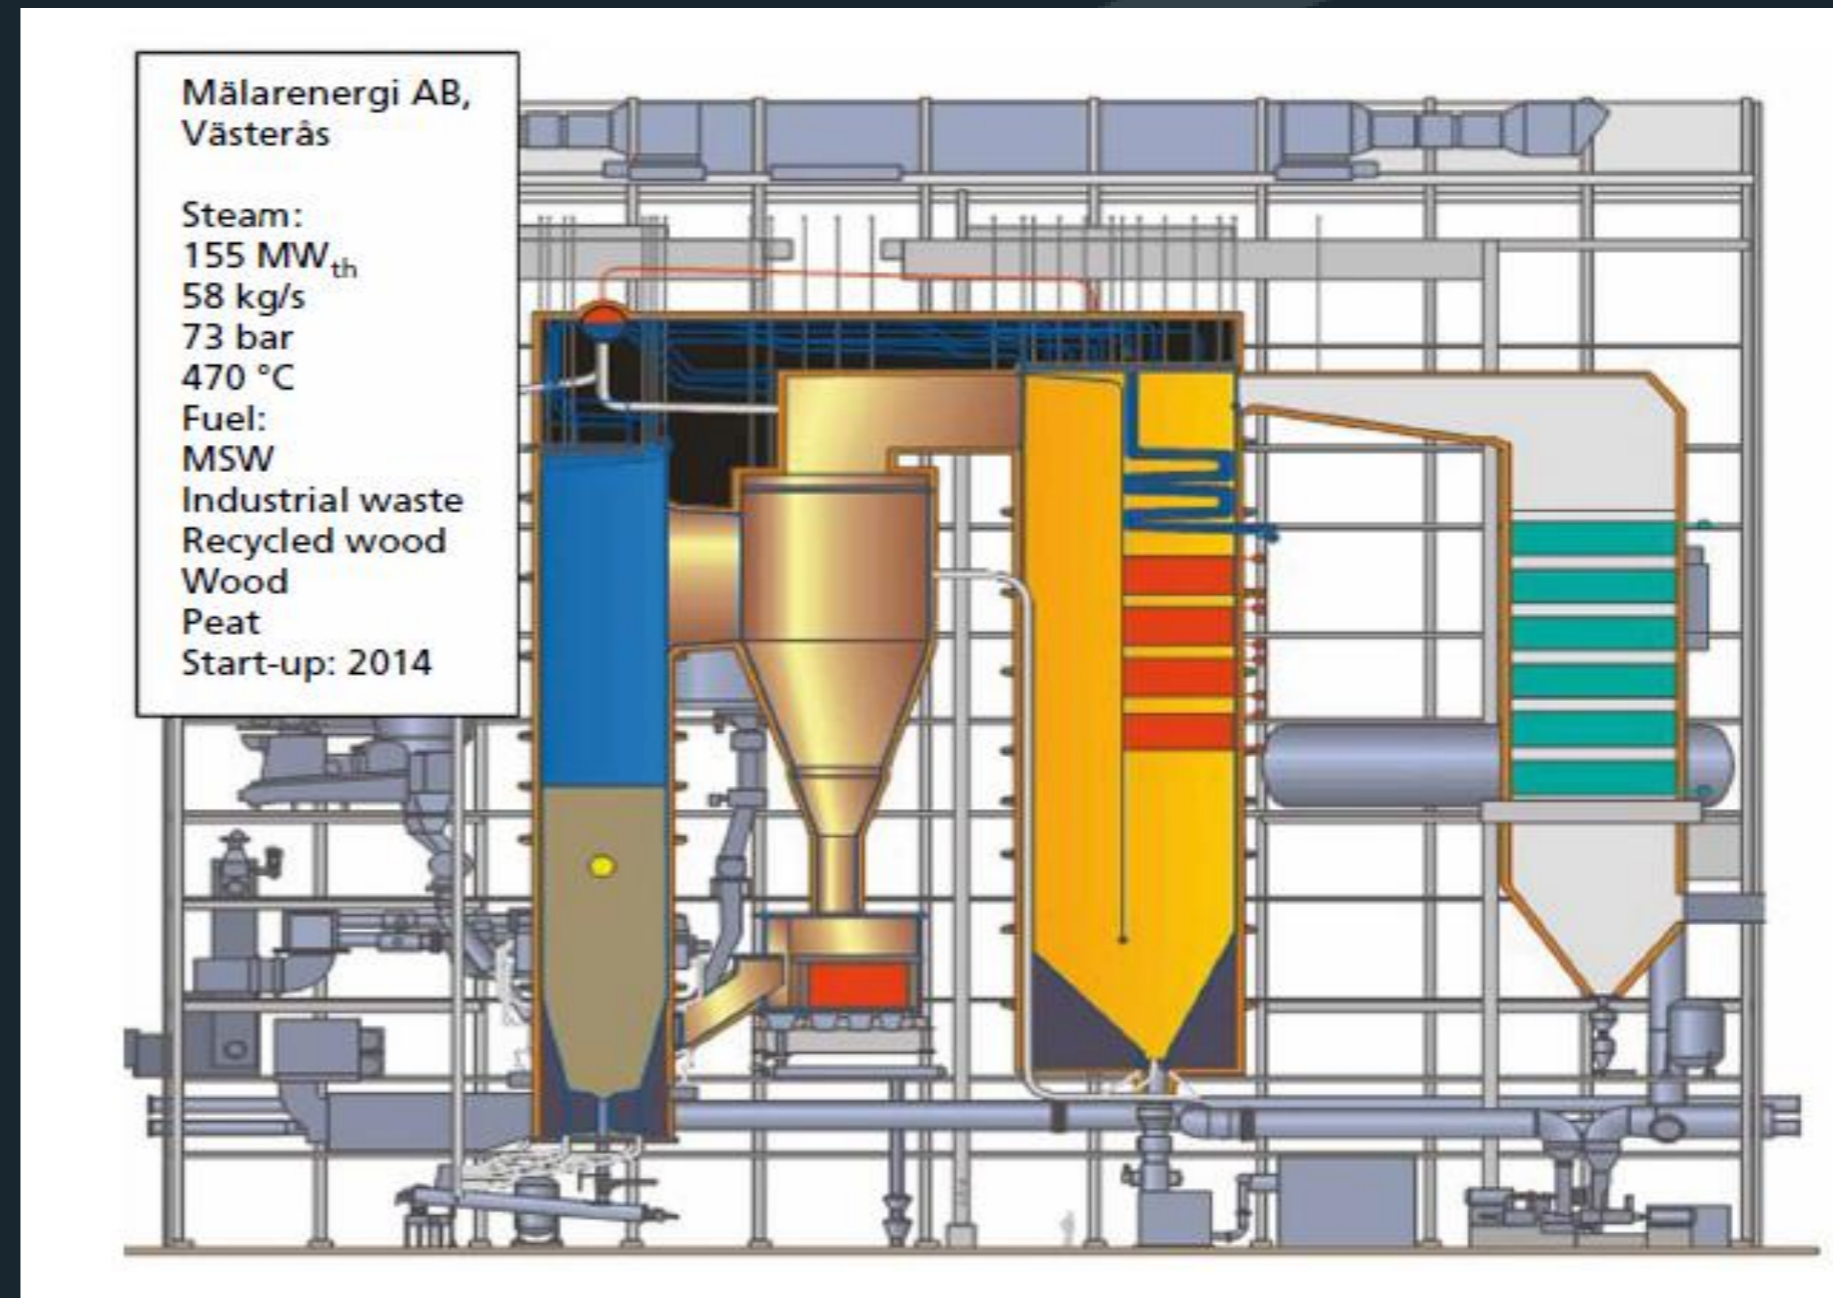 Mälarenergi AB,
Västerås
Steam:
155 MWth
58 kg/s
73 bar
470 °C
Fuel:
MSW
Industrial waste
Recycled wood
Wood
Peat
Start-up: 2014